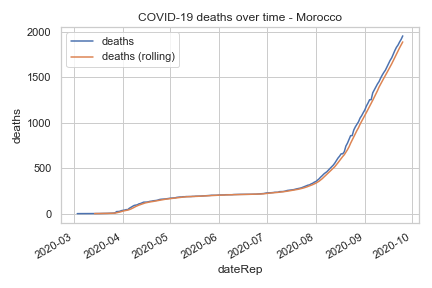 COVID-19 deaths over time - Morocco
deaths
deaths (rolling)
2000
1500
1000
500
0
deaths
2020-03
2020-04
2020-05
2020-06
2020-07
2020-08
2020-09
2020-10
dateRep